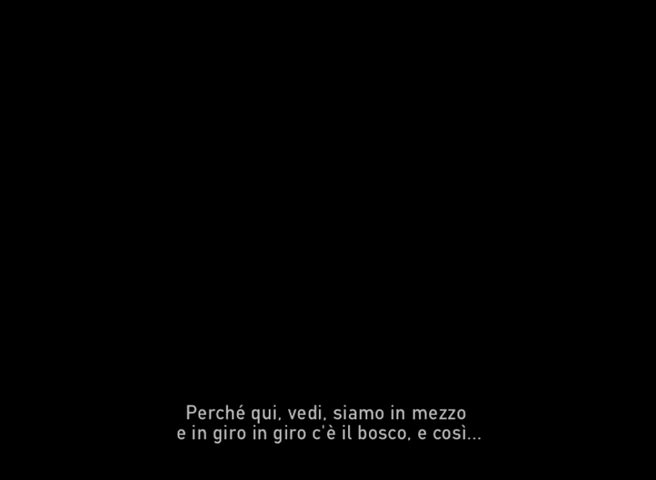 Perché qui, vedi, siamo in mezzo
e in giro in giro c'è il bosco, e così...